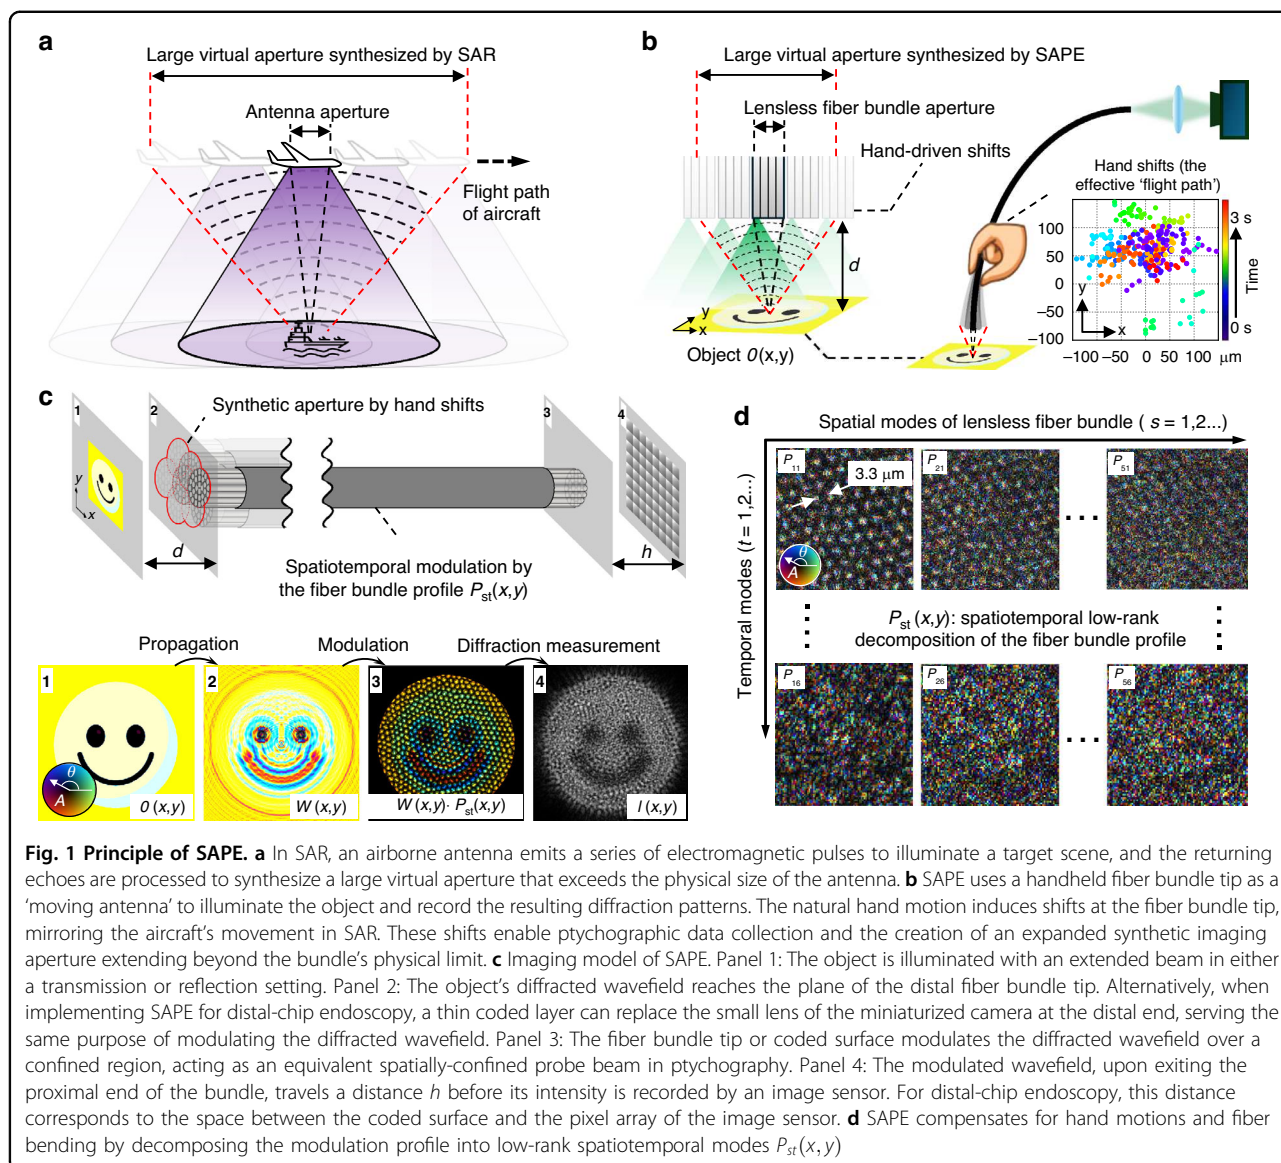 a
Large virtual aperture synthesized by SAR
Antenna aperture
Flight path
of aircraft
b
Large virtual aperture synthesized by SAPE
Lensless fiber bundle aperture
Hand-driven shifts
d
y
x
Object O(x,y)
Hand shifts (the
effective ‘flight path’)
100
50
0
−50
−100
y
x
−100 −50 0 50 100 μm
3 s
Time
0 s
c
1
2
Synthetic aperture by hand shifts
3
4
y
x
d
h
Spatiotemporal modulation by
the fiber bundle profile Pst(x,y)
Propagation
Modulation
Diffraction measurement
1
θ
A
O (x,y)
2
W (x,y)
3
W (x,y)· Pst(x,y)
4
I (x,y)
d
Spatial modes of lensless fiber bundle ( s = 1,2...)
Temporal modes (t = 1,2...)
P11
3.3 μm
θ
A
P21
P51
Pst (x,y): spatiotemporal low-rank
decomposition of the fiber bundle profile
P16
P26
P56
Fig. 1 Principle of SAPE. a In SAR, an airborne antenna emits a series of electromagnetic pulses to illuminate a target scene, and the returning
echoes are processed to synthesize a large virtual aperture that exceeds the physical size of the antenna. b SAPE uses a handheld fiber bundle tip as a
‘moving antenna’ to illuminate the object and record the resulting diffraction patterns. The natural hand motion induces shifts at the fiber bundle tip,
mirroring the aircraft’s movement in SAR. These shifts enable ptychographic data collection and the creation of an expanded synthetic imaging
aperture extending beyond the bundle’s physical limit. c Imaging model of SAPE. Panel 1: The object is illuminated with an extended beam in either
a transmission or reflection setting. Panel 2: The object’s diffracted wavefield reaches the plane of the distal fiber bundle tip. Alternatively, when
implementing SAPE for distal-chip endoscopy, a thin coded layer can replace the small lens of the miniaturized camera at the distal end, serving the
same purpose of modulating the diffracted wavefield. Panel 3: The fiber bundle tip or coded surface modulates the diffracted wavefield over a
confined region, acting as an equivalent spatially-confined probe beam in ptychography. Panel 4: The modulated wavefield, upon exiting the
proximal end of the bundle, travels a distance h before its intensity is recorded by an image sensor. For distal-chip endoscopy, this distance
corresponds to the space between the coded surface and the pixel array of the image sensor. d SAPE compensates for hand motions and fiber
bending by decomposing the modulation profile into low-rank spatiotemporal modes Pst(x, y)